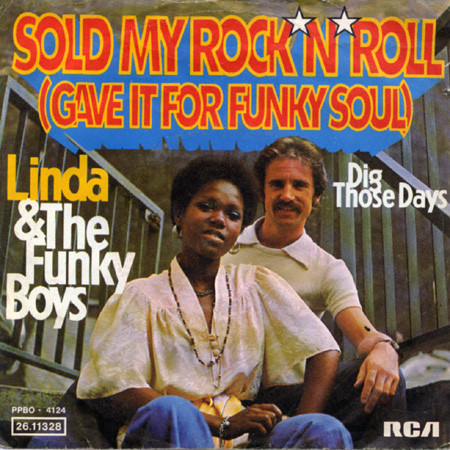 SOLD MY ROCK'N'ROLL
(GAVE IT FOR FUNKY SOUL)
Linda
& The
Funky
Boys
Dig
Those Days
PPBO - 4124
26.11328
RCA